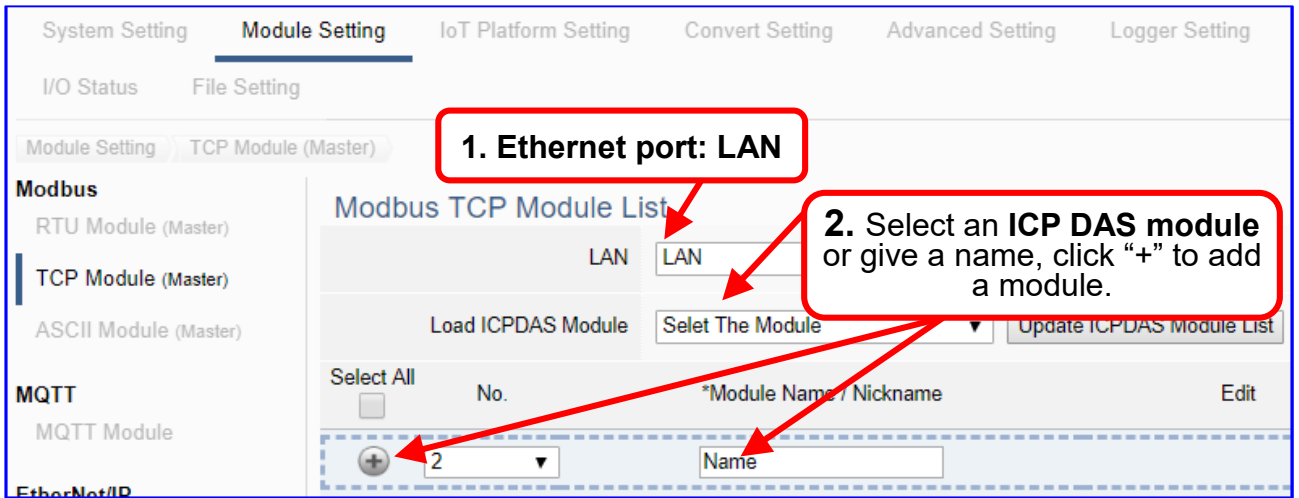 System Setting Module Setting IoT Platform Setting Convert Setting Advanced Setting Logger Setting
I/O Status File Setting
Module Setting TCP Module (Master)
1. Ethernet port: LAN
Modbus
RTU Module (Master)
TCP Module (Master)
ASCII Module (Master)
MQTT
MQTT Module
EtherNet/IP
Modbus TCP Module List
2. Select an ICP DAS module
or give a name, click “+” to add
a module.
LAN LAN
Load ICPDAS Module Selet The Module Update ICPDAS Module List
Select All No. *Module Name / Nickname Edit
2 Name